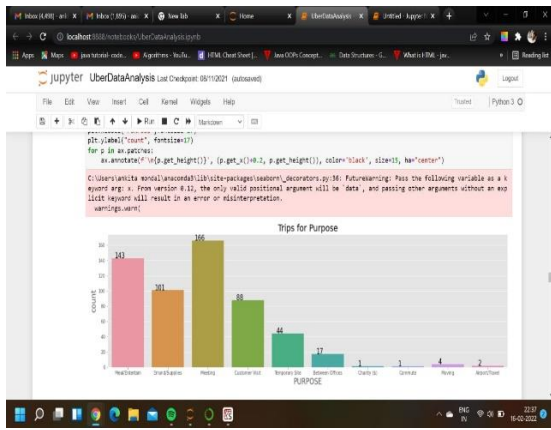 Inbox (4,898) - anki
Inbox (1,895) - ank
New Tab
Home
UberDataAnalysis
Untitled - Jupyter
localhost:8888/notebooks/UberDataAnalysis.ipynb
Apps
Maps
java tutorial- code...
Algorithms - YouTu...
HTML Cheat Sheet
Java OOPs Concept...
Data Structures - G...
What is HTML - jav...
Reading list
jupyter UberDataAnalysis Last Checkpoint: 08/11/2021 (autosaved)
Logout
File Edit View Insert Cell Kernel Widgets Help
Trusted
Python 3
Run
Markdown
plt.ylabel("count", fontsize=17)
for p in ax.patches:
ax.annotate(f'\n{p.get_height()}', (p.get_x()+0.2, p.get_height()), color="black", size=15, ha="center")
C:\Users\ankita mondal\anaconda3\lib\site-packages\seaborn\_decorators.py:36: FutureWarning: Pass the following variable as a k
eyword arg: x. From version 0.12, the only valid positional argument will be `data`, and passing other arguments without an exp
licit keyword will result in an error or misinterpretation.
warnings.warn(
Trips for Purpose
166
143
101
88
44
17
1
1
4
2
count
Meal/Entertain
Errand/Supplies
Meeting
Customer Visit
Temporary Site
Between Offices
Charity ($)
Commute
Moving
Airport/Travel
PURPOSE
ENG
IN
22:37
16-02-2022